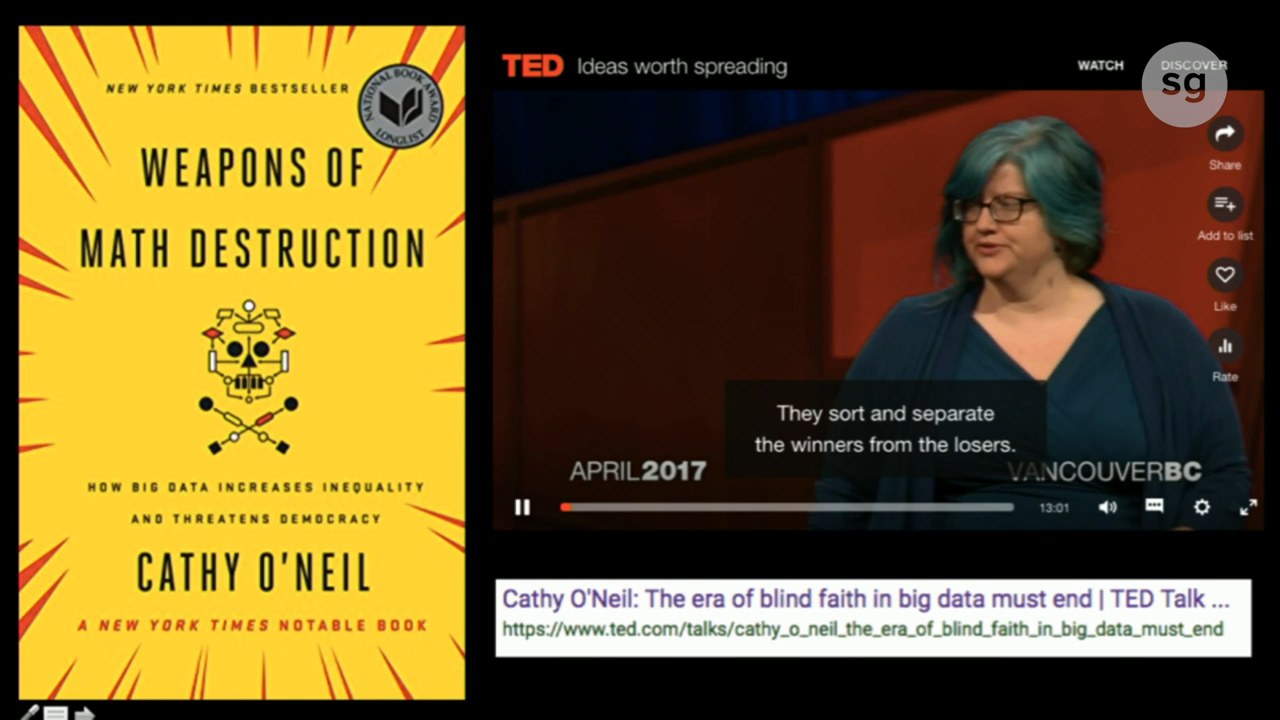 NEW YORK TIMES BESTSELLER
NATIONAL BOOK AWARD
LONGLIST
WEAPONS OF
MATH DESTRUCTION
HOW BIG DATA INCREASES INEQUALITY
AND THREATENS DEMOCRACY
CATHY O'NEIL
A NEW YORK TIMES NOTABLE BOOK
TED Ideas worth spreading
WATCH DISCOVER
sg
Share
Add to list
Like
Rate
They sort and separate
the winners from the losers.
APRIL2017 VANCOUVERBC
13:01
Cathy O'Neil: The era of blind faith in big data must end | TED Talk ...
https://www.ted.com/talks/cathy_o_neil_the_era_of_blind_faith_in_big_data_must_end